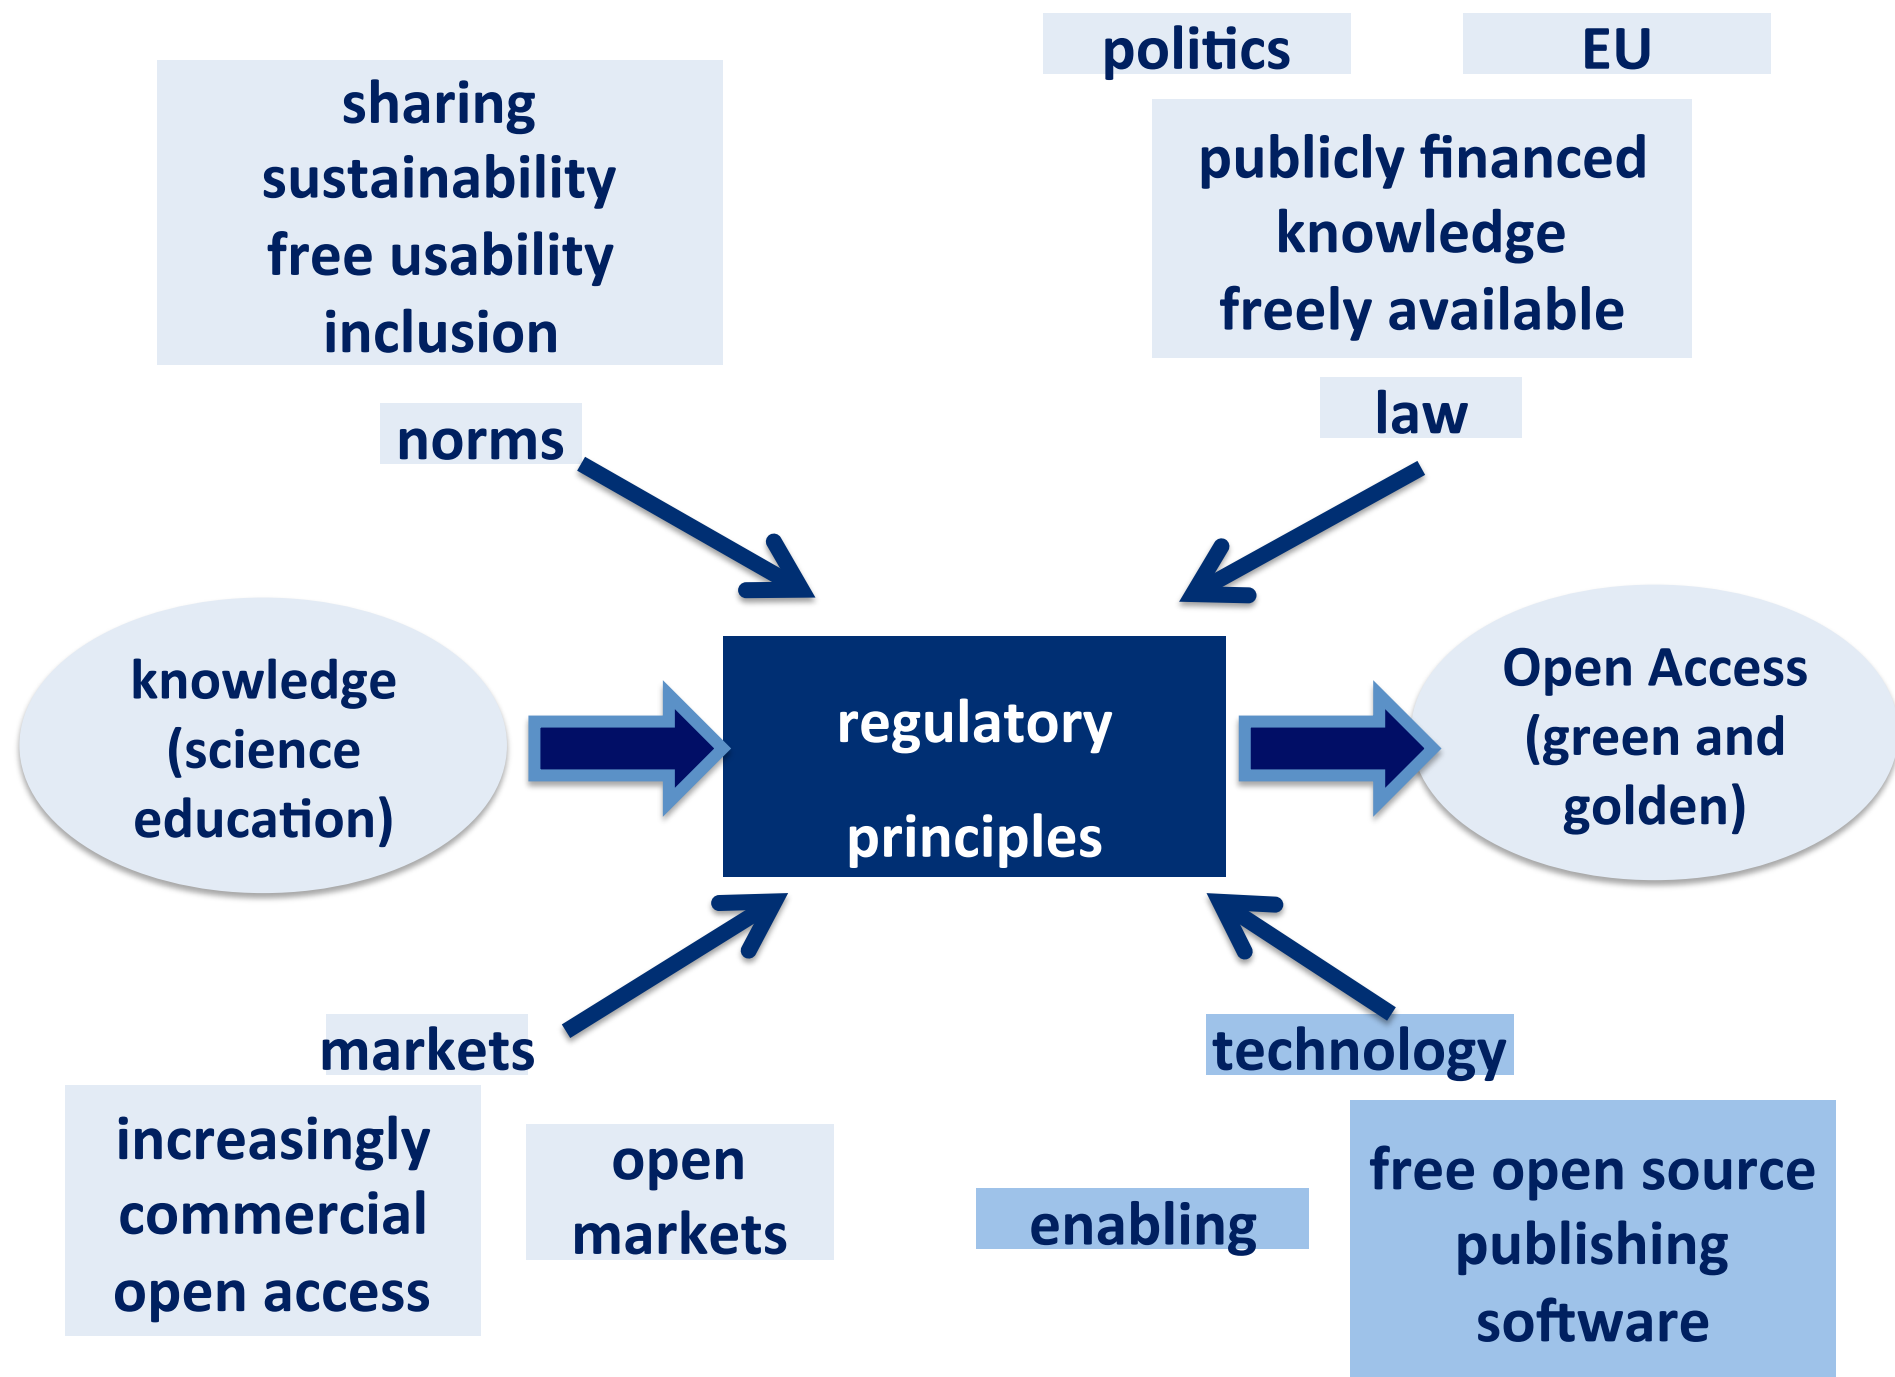 politics
EU
sharing
sustainability
free usability
inclusion
publicly financed
knowledge
freely available
norms
law
knowledge
(science
education)
regulatory
principles
Open Access
(green and
golden)
markets
technology
increasingly
commercial
open access
open
markets
enabling
free open source
publishing
software